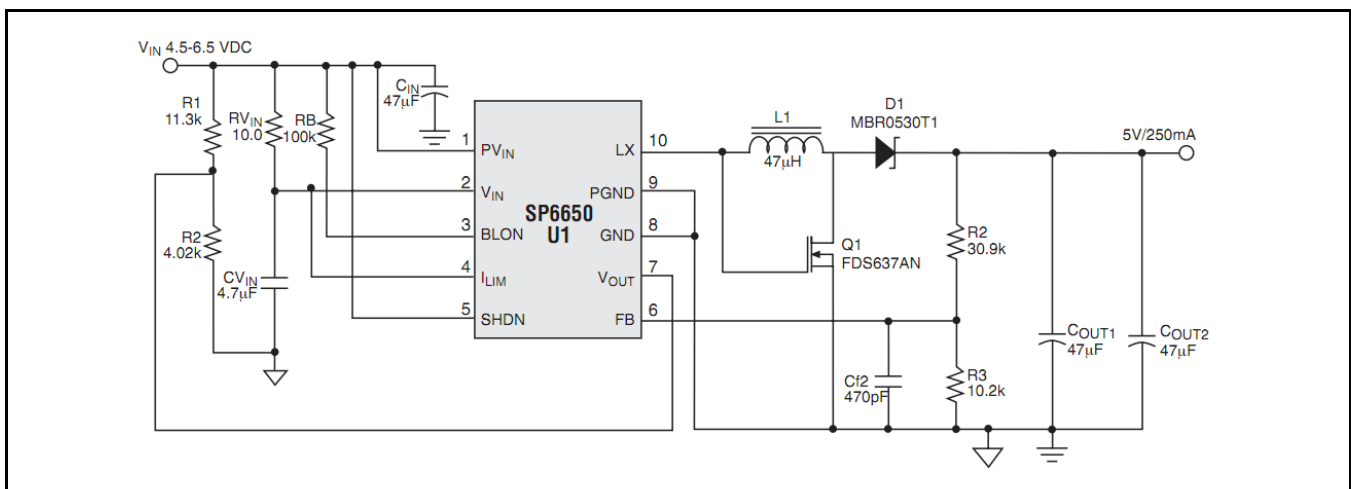 VIN 4.5-6.5 VDC
R1
11.3k
RVIN
10.0
RB
100k
CIN
47µF
R2
4.02k
CVIN
4.7µF
1
PVIN
2
VIN
3
BLON
4
ILIM
5
SHDN
SP6650
U1
LX
10
PGND
9
GND
8
VOUT
7
FB
6
L1
47µH
D1
MBR0530T1
5V/250mA
Q1
FDS637AN
R2
30.9k
Cf2
470pF
R3
10.2k
COUT1
47µF
COUT2
47µF